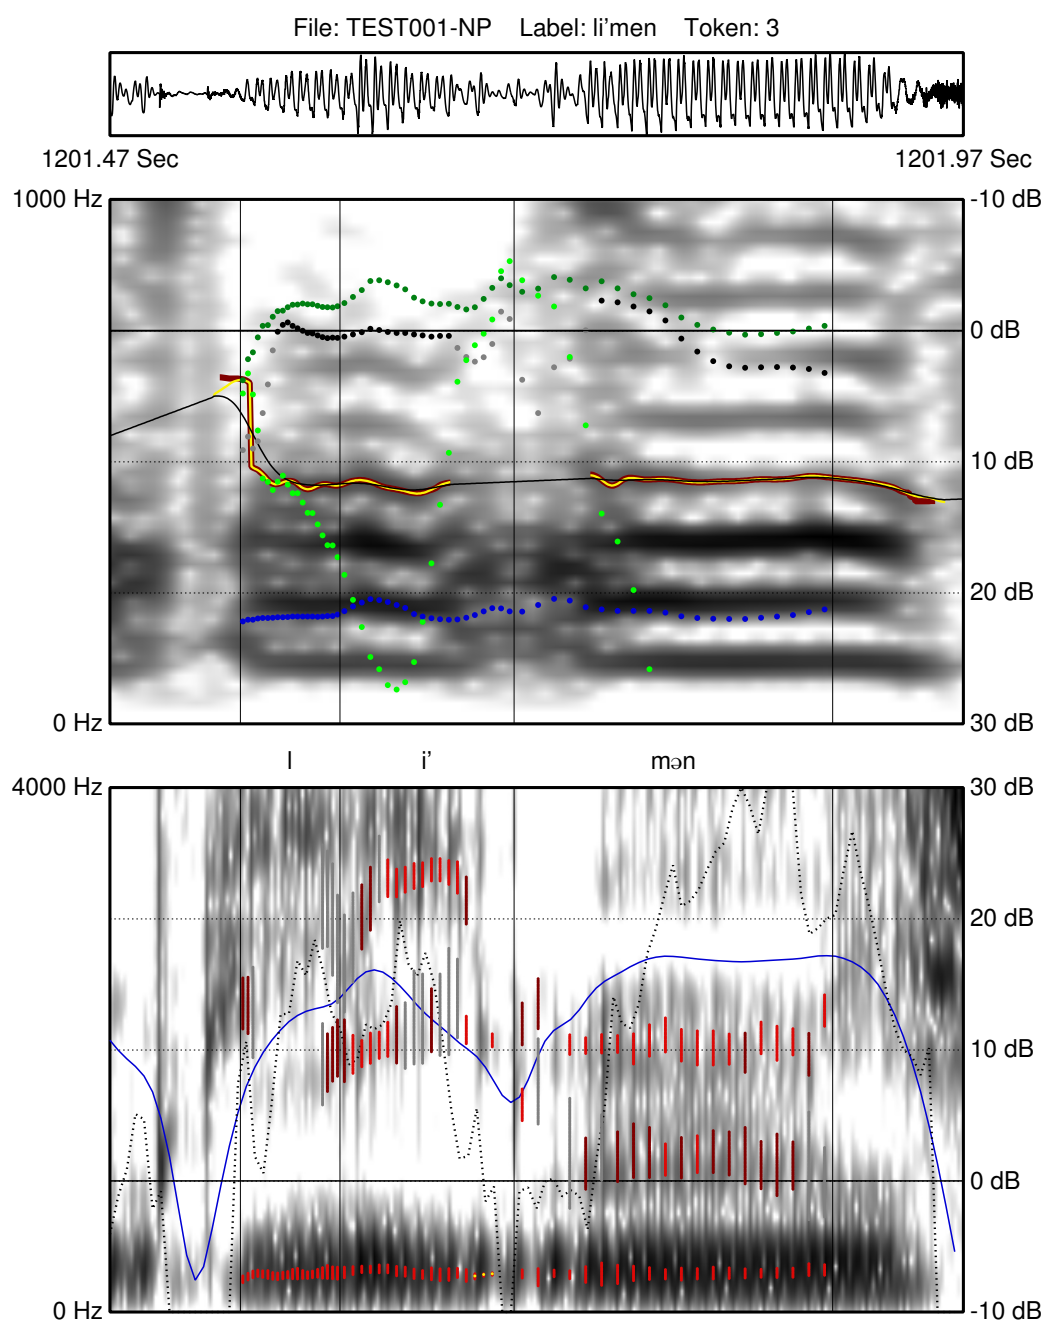 File: TEST001-NP Label: li'men Token: 3
1201.47 Sec 1201.97 Sec
1000 Hz -10 dB
0 dB
10 dB
20 dB
0 Hz 30 dB
l i' mən
4000 Hz 30 dB
20 dB
10 dB
0 dB
0 Hz -10 dB